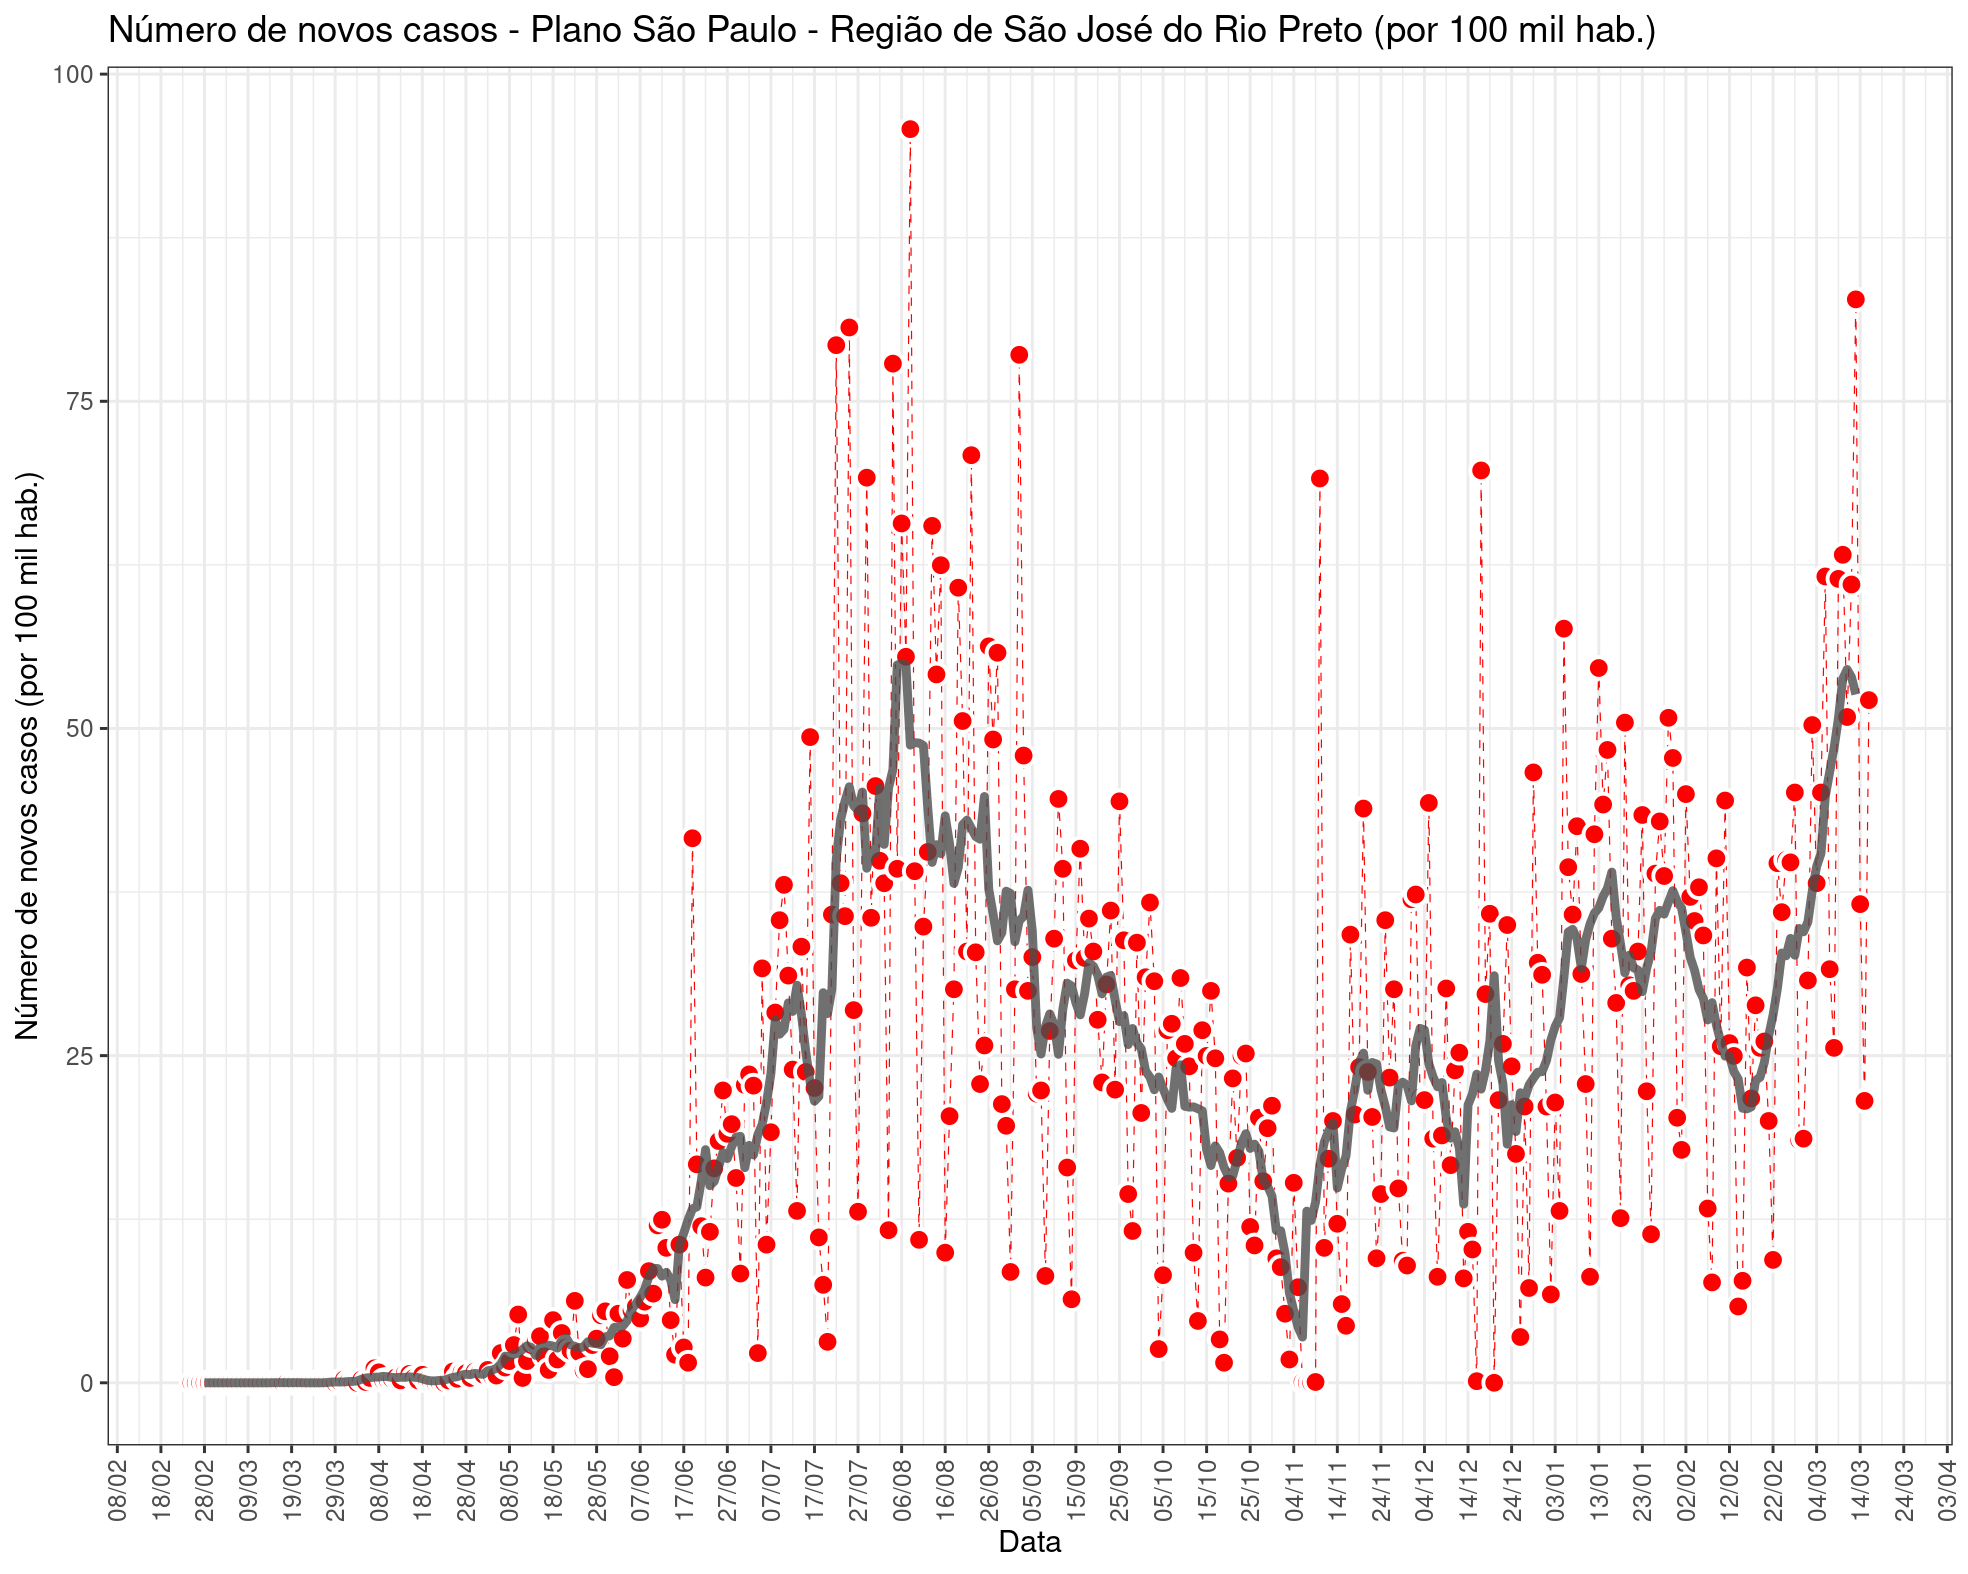 Número de novos casos - Plano São Paulo - Região de São José do Rio Preto (por 100 mil hab.)
Número de novos casos (por 100 mil hab.)
100
75
50
25
0
08/02 18/02 28/02 09/03 19/03 29/03 08/04 18/04 28/04 08/05 18/05 28/05 07/06 17/06 27/06 07/07 17/07 27/07 06/08 16/08 26/08 05/09 15/09 25/09 05/10 15/10 25/10 04/11 14/11 24/11 04/12 14/12 24/12 03/01 13/01 23/01 02/02 12/02 22/02 04/03 14/03 24/03 03/04
Data